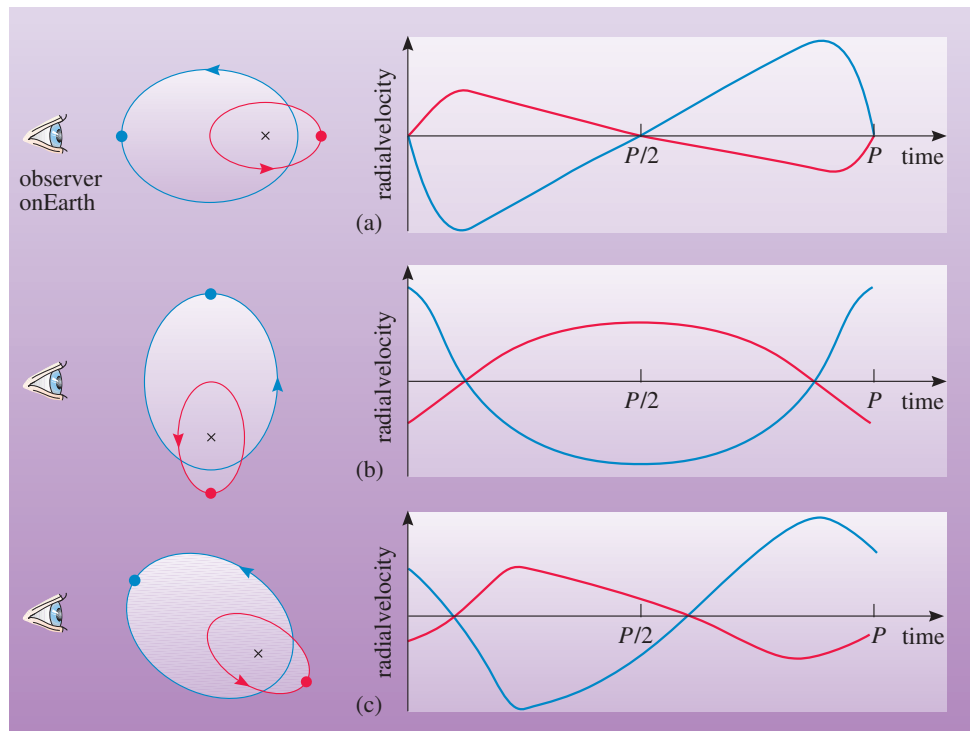 radialvelocity
P/2
P
time
observer
onEarth
(a)
radialvelocity
P/2
P
time
(b)
radialvelocity
P/2
P
time
(c)